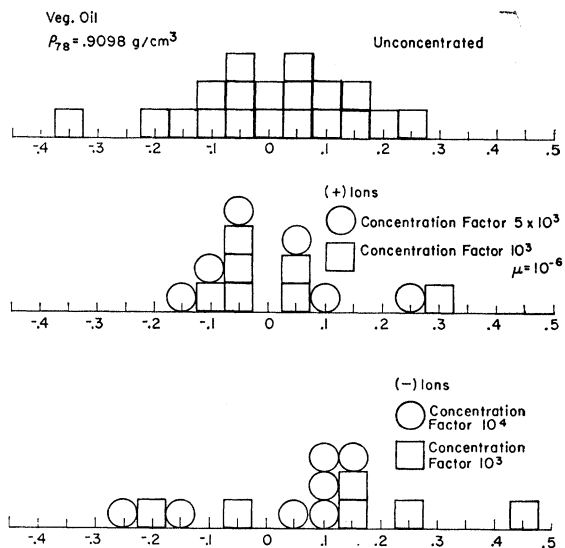 Veg. Oil
ρ78 = .9098 g/cm³
Unconcentrated
-.4 -.3 -.2 -.1 0 .1 .2 .3 .4 .5
(+) Ions
Concentration Factor 5 x 10³
Concentration Factor 10³
μ = 10⁻⁶
-.4 -.3 -.2 -.1 0 .1 .2 .3 .4 .5
(-) Ions
Concentration
Factor 10⁴
Concentration
Factor 10³
-.4 -.3 -.2 -.1 0 .1 .2 .3 .4 .5